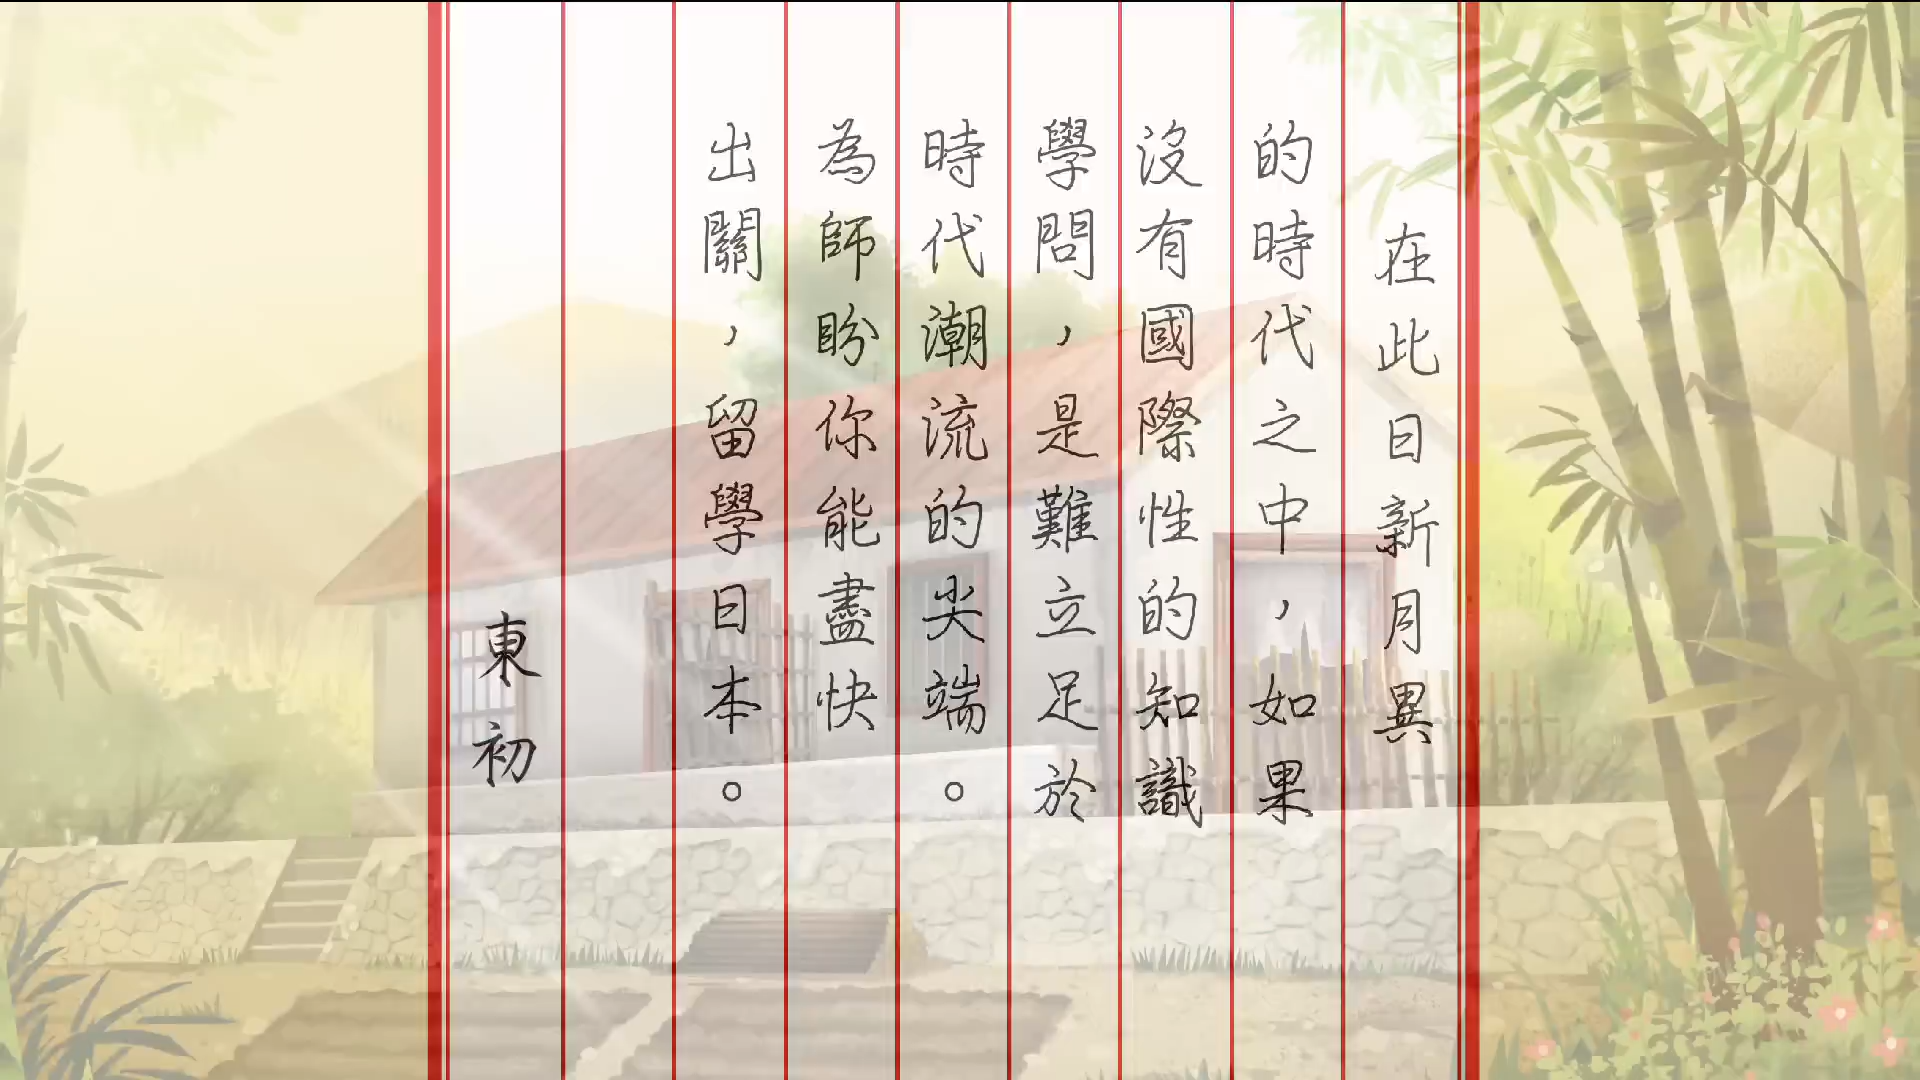 在此日新月異
的時代之中，如果
沒有國際性的知識
學問，是難立足於
時代潮流的尖端。
為師盼你能盡快
出關，留學日本。
東初